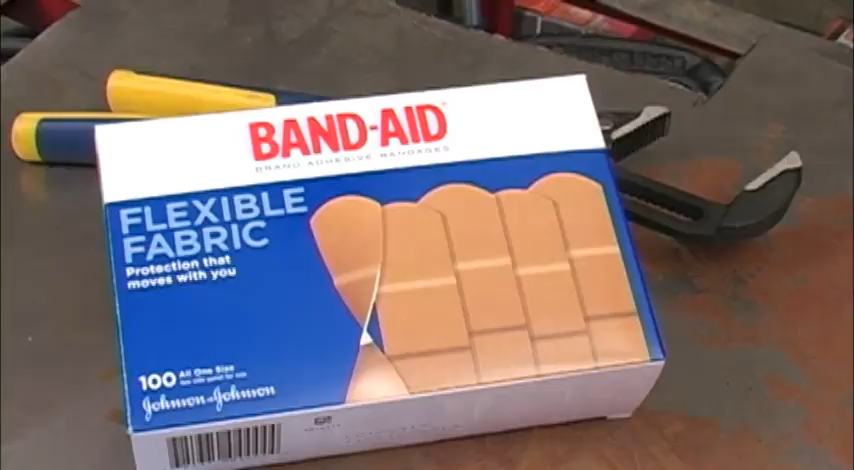 BAND-AID
BRAND ADHESIVE BANDAGES
FLEXIBLE
FABRIC
Protection that
moves with you
100 All One Size
Johnson & Johnson